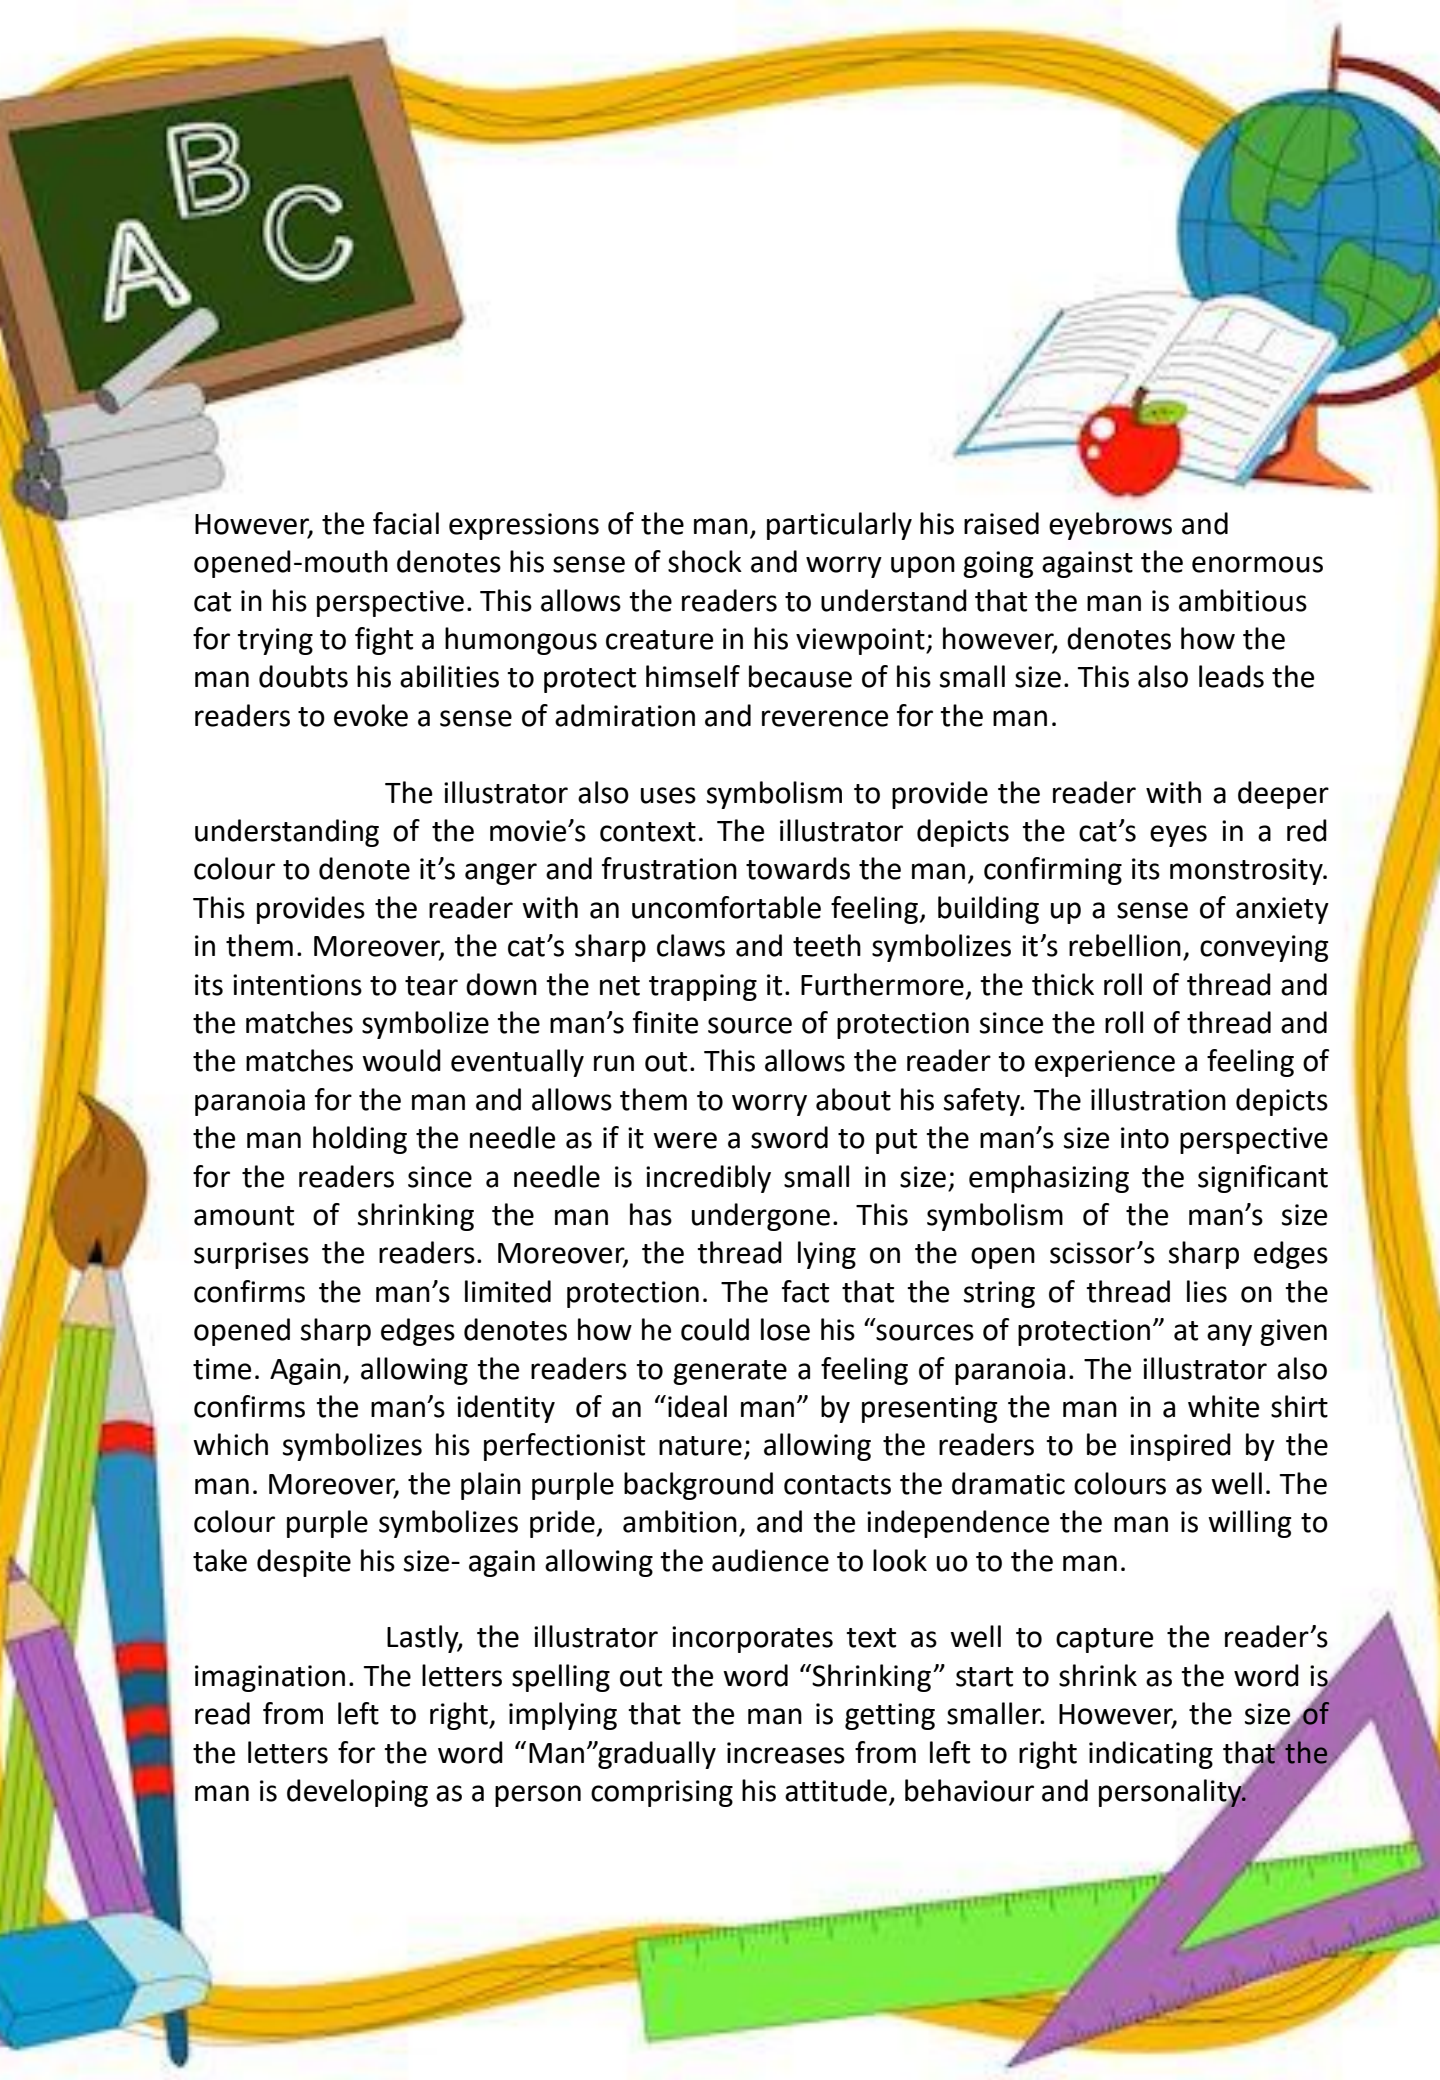 B
A C
However, the facial expressions of the man, particularly his raised eyebrows and
opened-mouth denotes his sense of shock and worry upon going against the enormous
cat in his perspective. This allows the readers to understand that the man is ambitious
for trying to fight a humongous creature in his viewpoint; however, denotes how the
man doubts his abilities to protect himself because of his small size. This also leads the
readers to evoke a sense of admiration and reverence for the man.
The illustrator also uses symbolism to provide the reader with a deeper
understanding of the movie’s context. The illustrator depicts the cat’s eyes in a red
colour to denote it’s anger and frustration towards the man, confirming its monstrosity.
This provides the reader with an uncomfortable feeling, building up a sense of anxiety
in them. Moreover, the cat’s sharp claws and teeth symbolizes it’s rebellion, conveying
its intentions to tear down the net trapping it. Furthermore, the thick roll of thread and
the matches symbolize the man’s finite source of protection since the roll of thread and
the matches would eventually run out. This allows the reader to experience a feeling of
paranoia for the man and allows them to worry about his safety. The illustration depicts
the man holding the needle as if it were a sword to put the man’s size into perspective
for the readers since a needle is incredibly small in size; emphasizing the significant
amount of shrinking the man has undergone. This symbolism of the man’s size
surprises the readers. Moreover, the thread lying on the open scissor’s sharp edges
confirms the man’s limited protection. The fact that the string of thread lies on the
opened sharp edges denotes how he could lose his “sources of protection” at any given
time. Again, allowing the readers to generate a feeling of paranoia. The illustrator also
confirms the man’s identity  of an “ideal man” by presenting the man in a white shirt
which symbolizes his perfectionist nature; allowing the readers to be inspired by the
man. Moreover, the plain purple background contacts the dramatic colours as well. The
colour purple symbolizes pride,  ambition, and the independence the man is willing to
take despite his size- again allowing the audience to look uo to the man.
Lastly, the illustrator incorporates text as well to capture the reader’s
imagination. The letters spelling out the word “Shrinking” start to shrink as the word is
read from left to right, implying that the man is getting smaller. However, the size of
the letters for the word “Man”gradually increases from left to right indicating that the
man is developing as a person comprising his attitude, behaviour and personality.